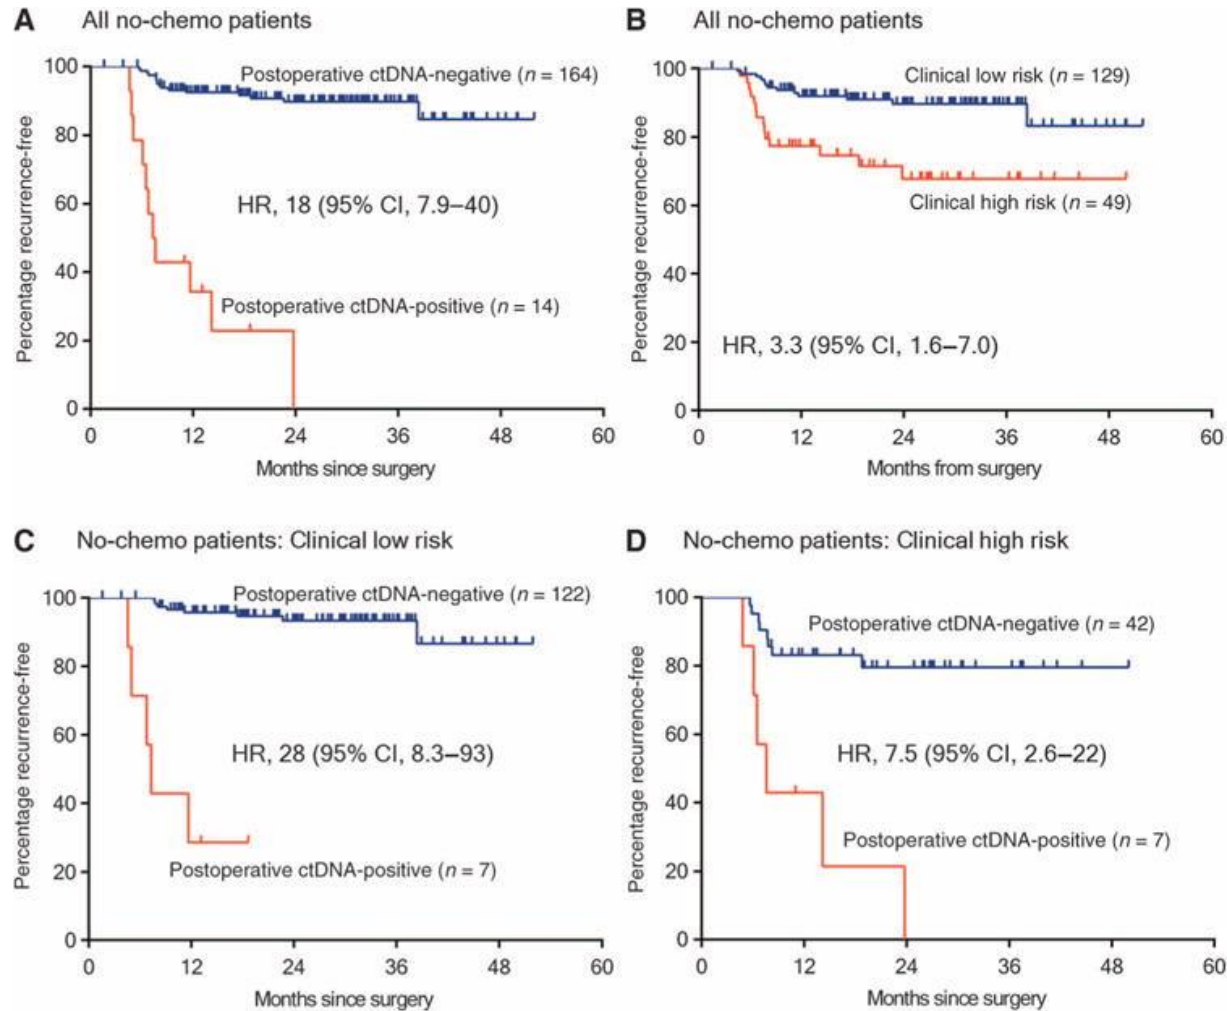 A All no-chemo patients
Percentage recurrence-free
100
80
60
40
20
0
Postoperative ctDNA-negative (n = 164)
HR, 18 (95% CI, 7.9–40)
Postoperative ctDNA-positive (n = 14)
0 12 24 36 48 60
Months since surgery
B All no-chemo patients
Percentage recurrence-free
100
80
60
40
20
0
Clinical low risk (n = 129)
Clinical high risk (n = 49)
HR, 3.3 (95% CI, 1.6–7.0)
0 12 24 36 48 60
Months from surgery
C No-chemo patients: Clinical low risk
Percentage recurrence-free
100
80
60
40
20
0
Postoperative ctDNA-negative (n = 122)
HR, 28 (95% CI, 8.3–93)
Postoperative ctDNA-positive (n = 7)
0 12 24 36 48 60
Months since surgery
D No-chemo patients: Clinical high risk
Percentage recurrence-free
100
80
60
40
20
0
Postoperative ctDNA-negative (n = 42)
HR, 7.5 (95% CI, 2.6–22)
Postoperative ctDNA-positive (n = 7)
0 12 24 36 48 60
Months since surgery